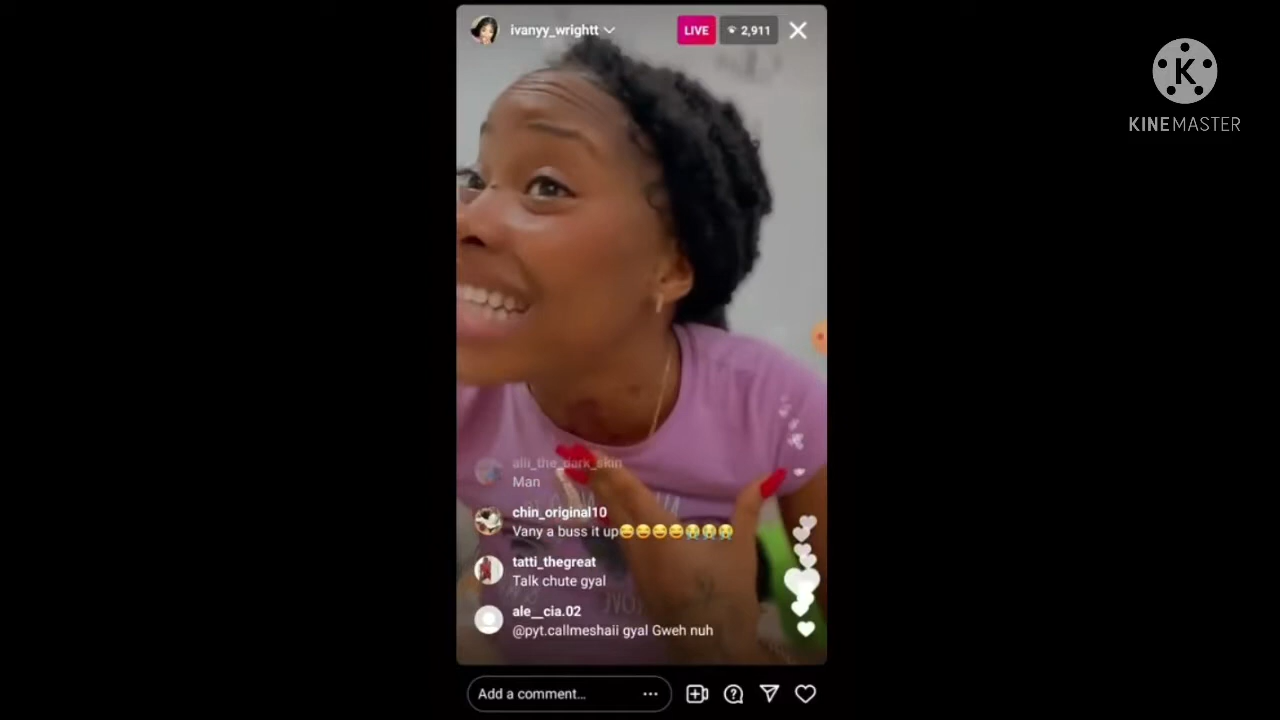 ivanyy_wrightt
LIVE
2,911
KINEMASTER
alli_the_dark_skin
Man
chin_original10
Vany a buss it up😂😂😂😂😭😭😭
tatti_thegreat
Talk chute gyal
ale__cia.02
@pyt.callmeshaii gyal Gweh nuh
Add a comment...